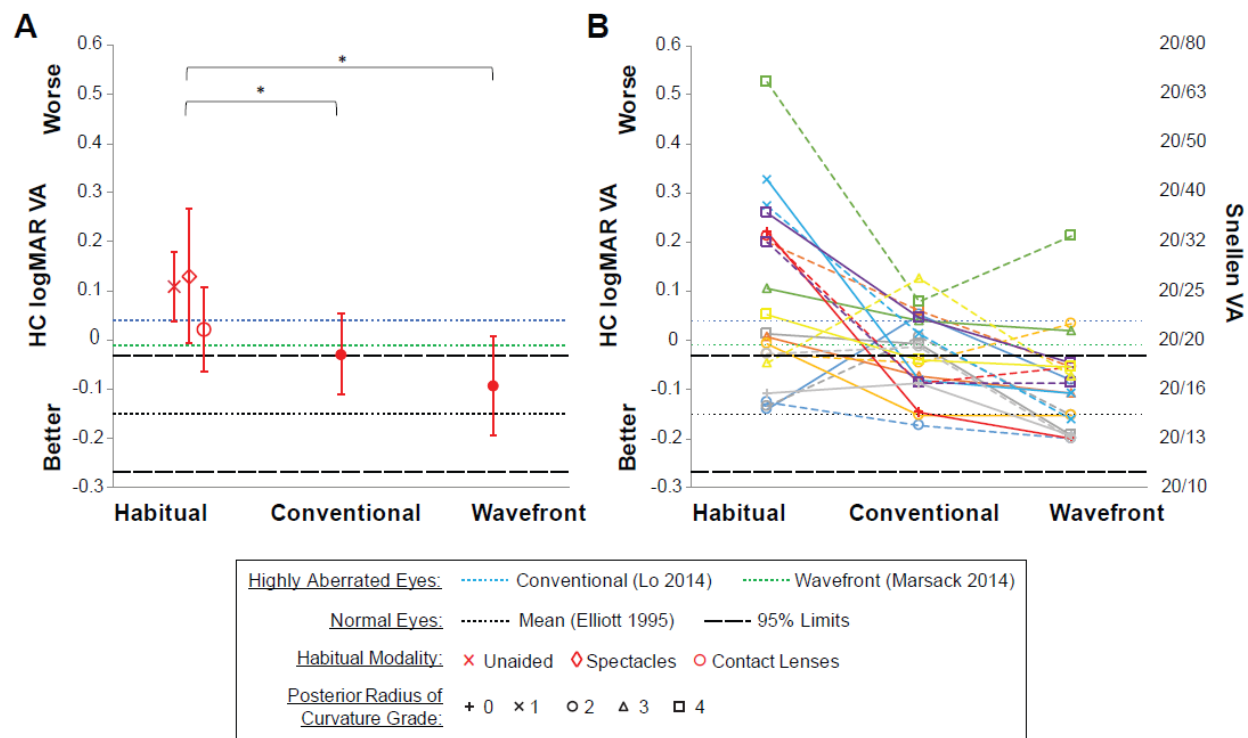 A
B
0.6
0.5
0.4
0.3
0.2
0.1
0
-0.1
-0.2
-0.3
Worse
HC logMAR VA
Better
*
*
Habitual
Conventional
Wavefront
0.6
0.5
0.4
0.3
0.2
0.1
0
-0.1
-0.2
-0.3
Worse
HC logMAR VA
Better
Habitual
Conventional
Wavefront
20/80
20/63
20/50
20/40
20/32
20/25
20/20
20/16
20/13
20/10
Snellen VA
Highly Aberrated Eyes: Conventional (Lo 2014) Wavefront (Marsack 2014)
Normal Eyes: Mean (Elliott 1995) 95% Limits
Habitual Modality: Unaided Spectacles Contact Lenses
Posterior Radius of
Curvature Grade: 0 1 2 3 4